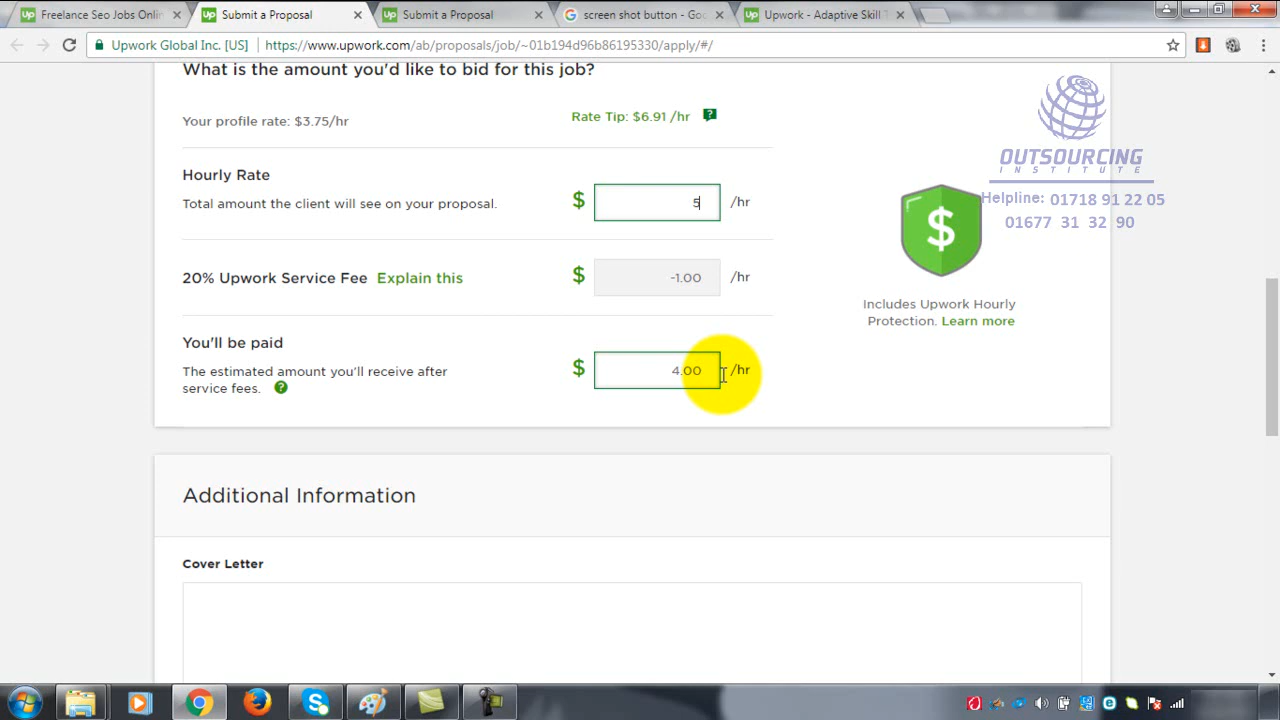 Freelance Seo Jobs Onlin
Submit a Proposal
Submit a Proposal
screen shot button - Go
Upwork - Adaptive Skill T
Upwork Global Inc. [US]
https://www.upwork.com/ab/proposals/job/~01b194d96b86195330/apply/#/
What is the amount you'd like to bid for this job?
Your profile rate: $3.75/hr
Rate Tip: $6.91 /hr
OUTSOURCING
INSTITUTE
Helpline: 01718 91 22 05
01677 31 32 90
Hourly Rate
Total amount the client will see on your proposal.
$ 5 /hr
20% Upwork Service Fee Explain this
$ -1.00 /hr
Includes Upwork Hourly
Protection. Learn more
You'll be paid
The estimated amount you'll receive after
service fees.
$ 4.00 /hr
Additional Information
Cover Letter